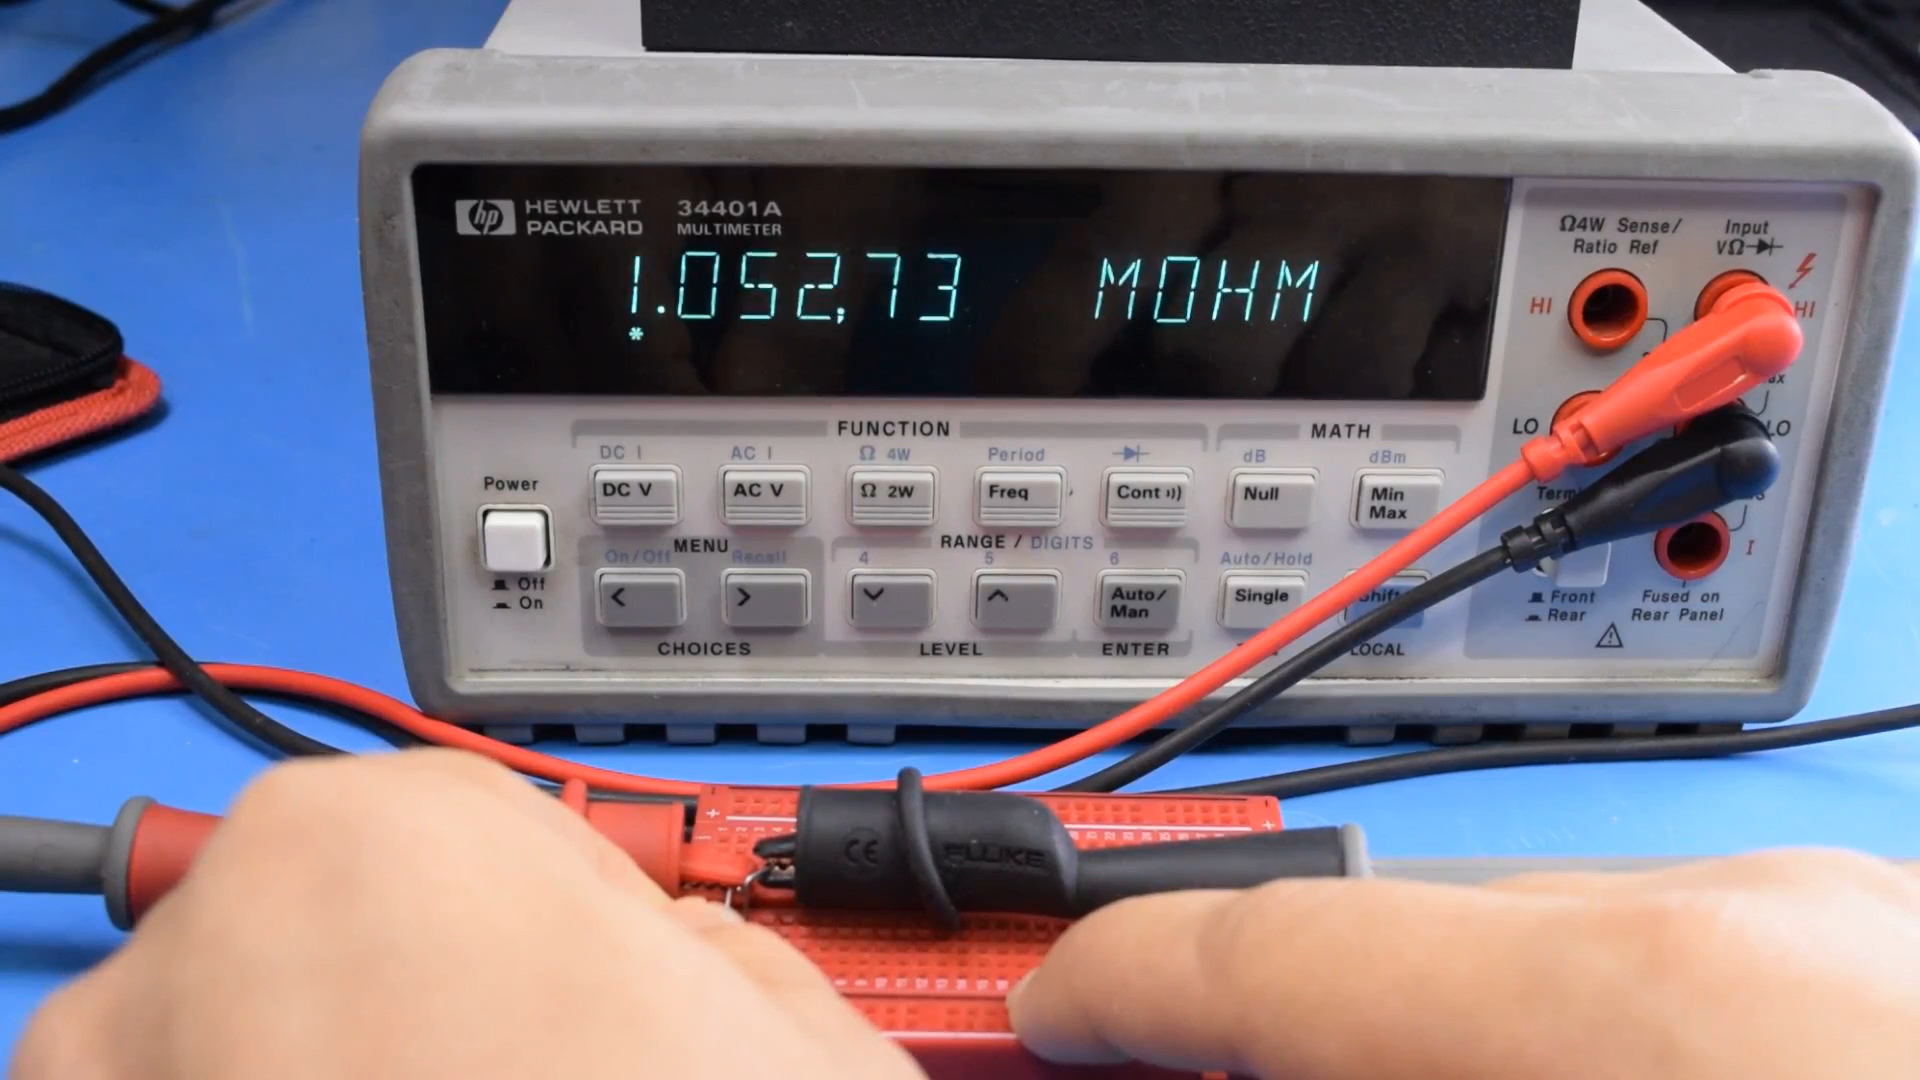 hp HEWLETT PACKARD
34401A
MULTIMETER
1.052,73 MOHM
*
Ω4W Sense/
Ratio Ref
Input
VΩ
HI
HI
LO
LO
FUNCTION
MATH
DC I
AC I
Ω 4W
Period
dB
dBm
Power
DC V
AC V
Ω 2W
Freq
Cont
Null
Min
Max
Off
On
MENU
RANGE / DIGITS
On/Off
Recall
4
5
6
Auto/Hold
<
>
Auto/
Man
Single
Shift
CHOICES
LEVEL
ENTER
LOCAL
I
Front
Rear
Fused on
Rear Panel
+
-
CE FLUKE